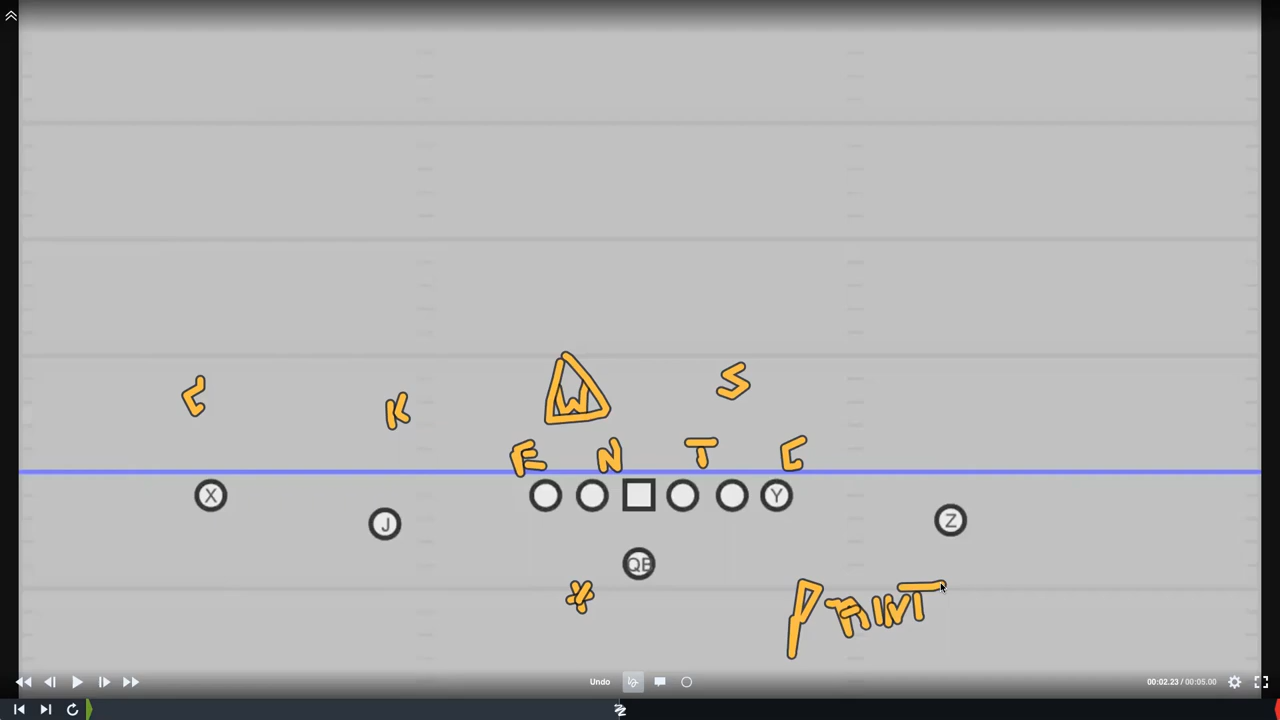 C
K
W
S
E N T C
X
Y
J
Z
QB
PAINT
Undo
00:02.23 / 00:05.00